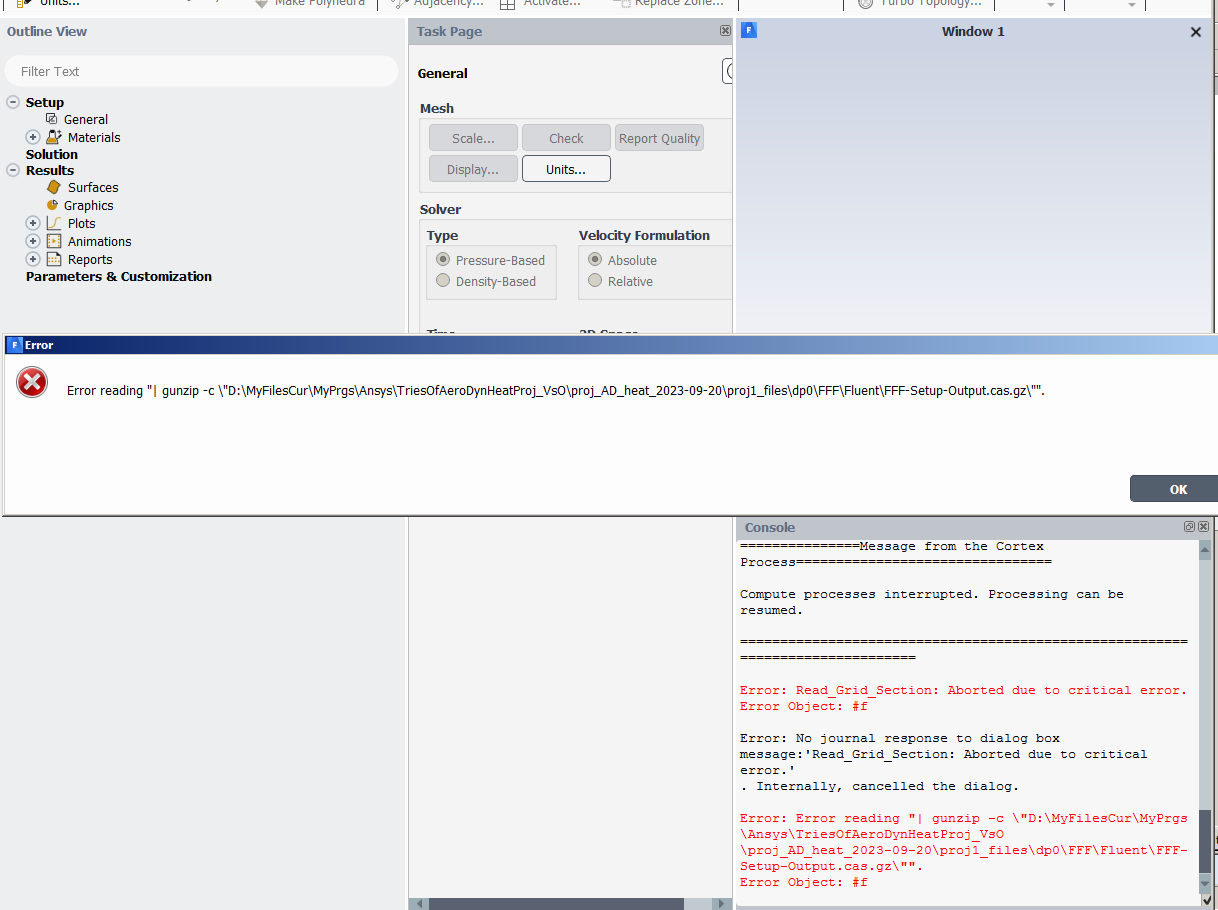 Units...
Make Polyhedra
Adjacency...
Activate...
Replace Zone...
Turbo Topology...
Outline View
Filter Text
Setup
General
Materials
Solution
Results
Surfaces
Graphics
Plots
Animations
Reports
Parameters & Customization
Task Page
General
Mesh
Scale...
Check
Report Quality
Display...
Units...
Solver
Type
Velocity Formulation
Pressure-Based
Absolute
Density-Based
Relative
Time
2D Space
Window 1
Error
Error reading "| gunzip -c \"D:\MyFilesCur\MyPrgs\Ansys\TriesOfAeroDynHeatProj_VsO\proj_AD_heat_2023-09-20\proj1_files\dp0\FFF\Fluent\FFF-Setup-Output.cas.gz\"".
OK
Console
===============Message from the Cortex
Process================================
Compute processes interrupted. Processing can be
resumed.
========================================================
======================
Error: Read_Grid_Section: Aborted due to critical error.
Error Object: #f
Error: No journal response to dialog box
message:'Read_Grid_Section: Aborted due to critical
error.'
. Internally, cancelled the dialog.
Error: Error reading "| gunzip -c \"D:\MyFilesCur\MyPrgs
\Ansys\TriesOfAeroDynHeatProj_VsO
\proj_AD_heat_2023-09-20\proj1_files\dp0\FFF\Fluent\FFF-
Setup-Output.cas.gz\"".
Error Object: #f